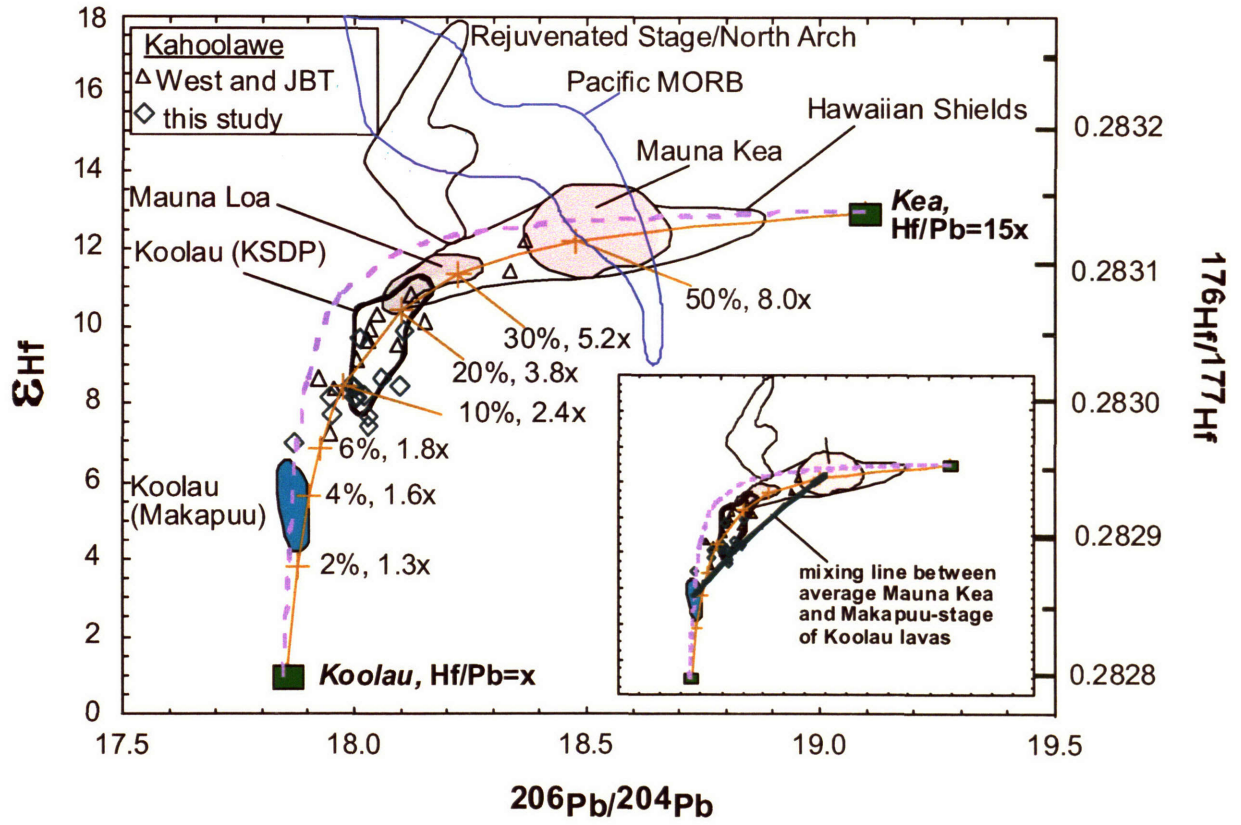 18
16
14
12
10
8
6
4
2
0
εHf
Kahoolawe
West and JBT
this study
Rejuvenated Stage/North Arch
Pacific MORB
Hawaiian Shields
Mauna Kea
Mauna Loa
Koolau (KSDP)
Kea,
Hf/Pb=15x
50%, 8.0x
30%, 5.2x
20%, 3.8x
10%, 2.4x
6%, 1.8x
4%, 1.6x
2%, 1.3x
Koolau
(Makapuu)
Koolau, Hf/Pb=x
mixing line between
average Mauna Kea
and Makapuu-stage
of Koolau lavas
0.2832
0.2831
0.2830
0.2829
0.2828
176Hf/177Hf
17.5
18.0
18.5
19.0
19.5
206Pb/204Pb